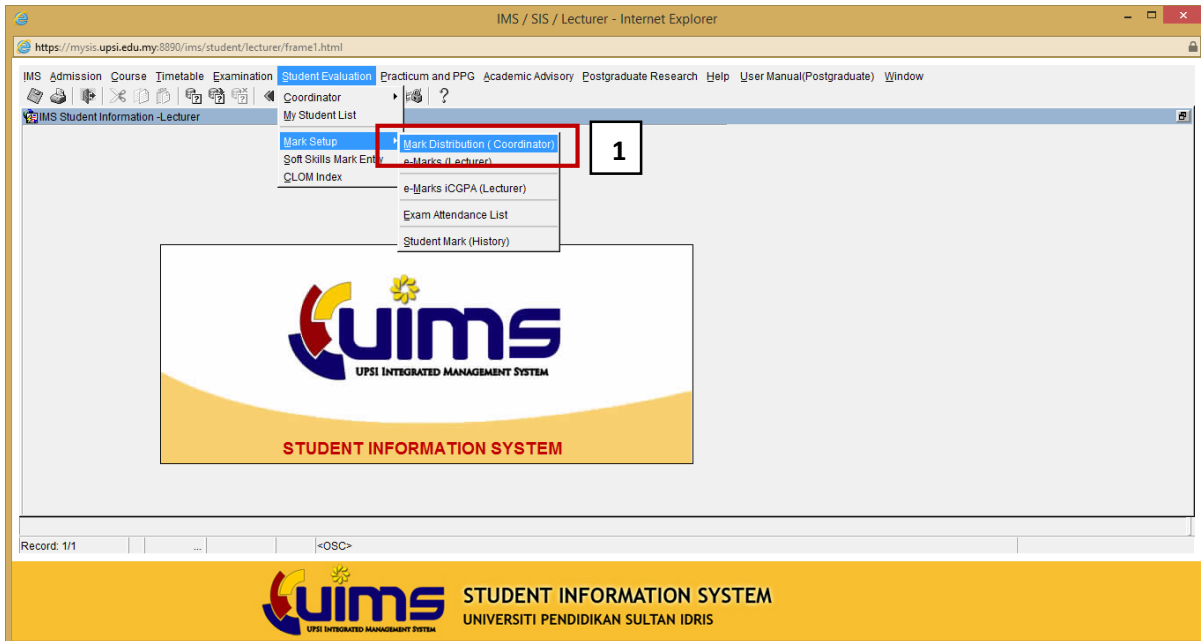 IMS / SIS / Lecturer - Internet Explorer
https://mysis.upsi.edu.my:8890/ims/student/lecturer/frame1.html
IMS Admission Course Timetable Examination Student Evaluation Practicum and PPG Academic Advisory Postgraduate Research Help User Manual(Postgraduate) Window
IMS Student Information -Lecturer
Coordinator
My Student List
Mark Setup
Soft Skills Mark Entry
CLOM Index
Mark Distribution ( Coordinator)
e-Marks (Lecturer)
e-Marks iCGPA (Lecturer)
Exam Attendance List
Student Mark (History)
1
uims
UPSI INTEGRATED MANAGEMENT SYSTEM
STUDENT INFORMATION SYSTEM
Record: 1/1 ... <OSC>
uims
UPSI INTEGRATED MANAGEMENT SYSTEM
STUDENT INFORMATION SYSTEM
UNIVERSITI PENDIDIKAN SULTAN IDRIS